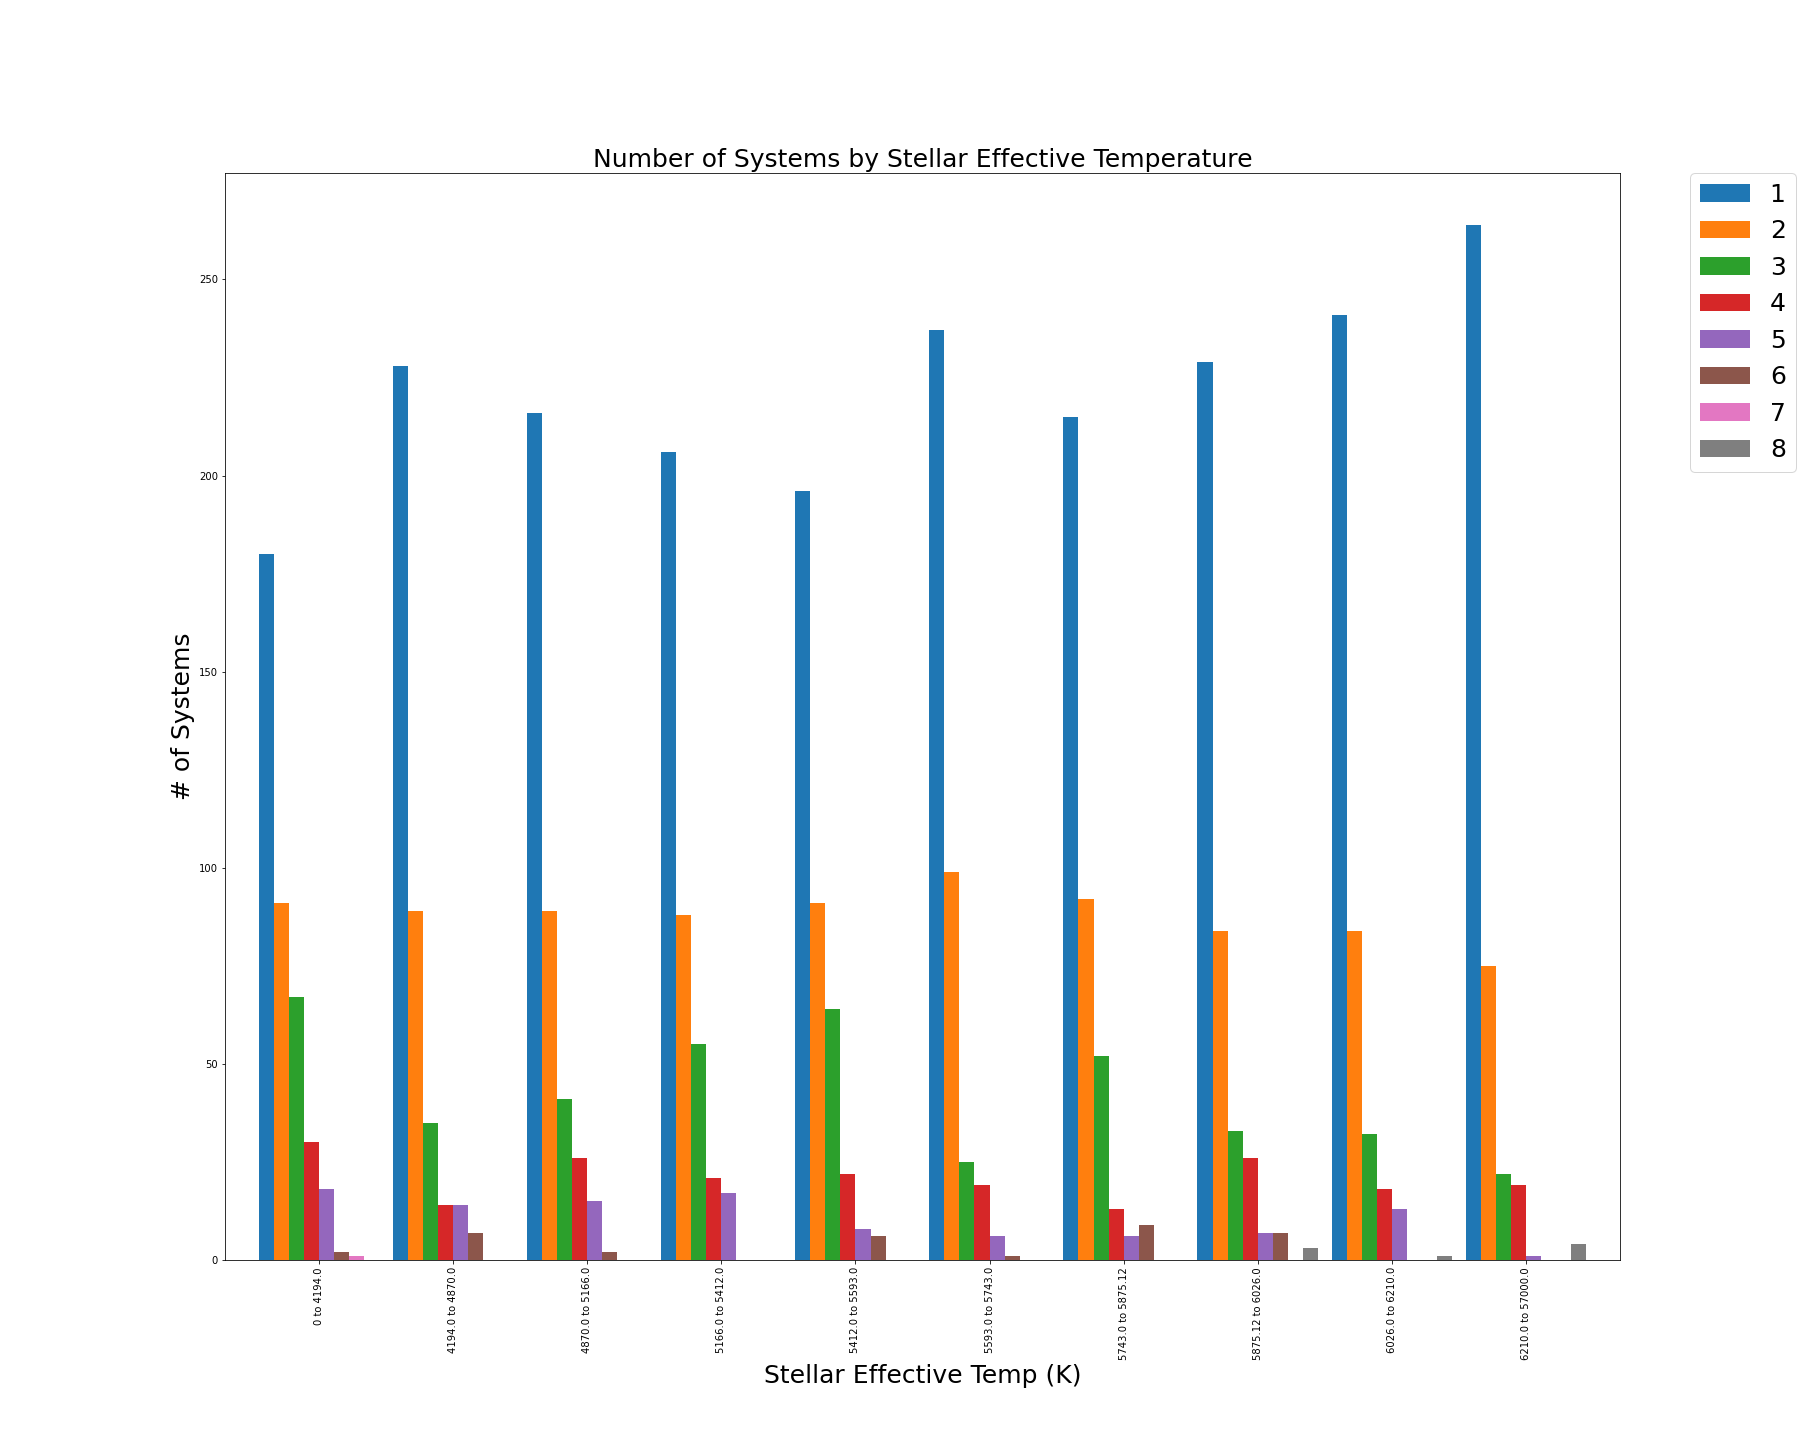 Number of Systems by Stellar Effective Temperature
1
2
3
4
5
6
7
8
# of Systems
250
200
150
100
50
0
0 to 4194.0
4194.0 to 4870.0
4870.0 to 5166.0
5166.0 to 5412.0
5412.0 to 5593.0
5593.0 to 5743.0
5743.0 to 5875.12
5875.12 to 6026.0
6026.0 to 6210.0
6210.0 to 57000.0
Stellar Effective Temp (K)